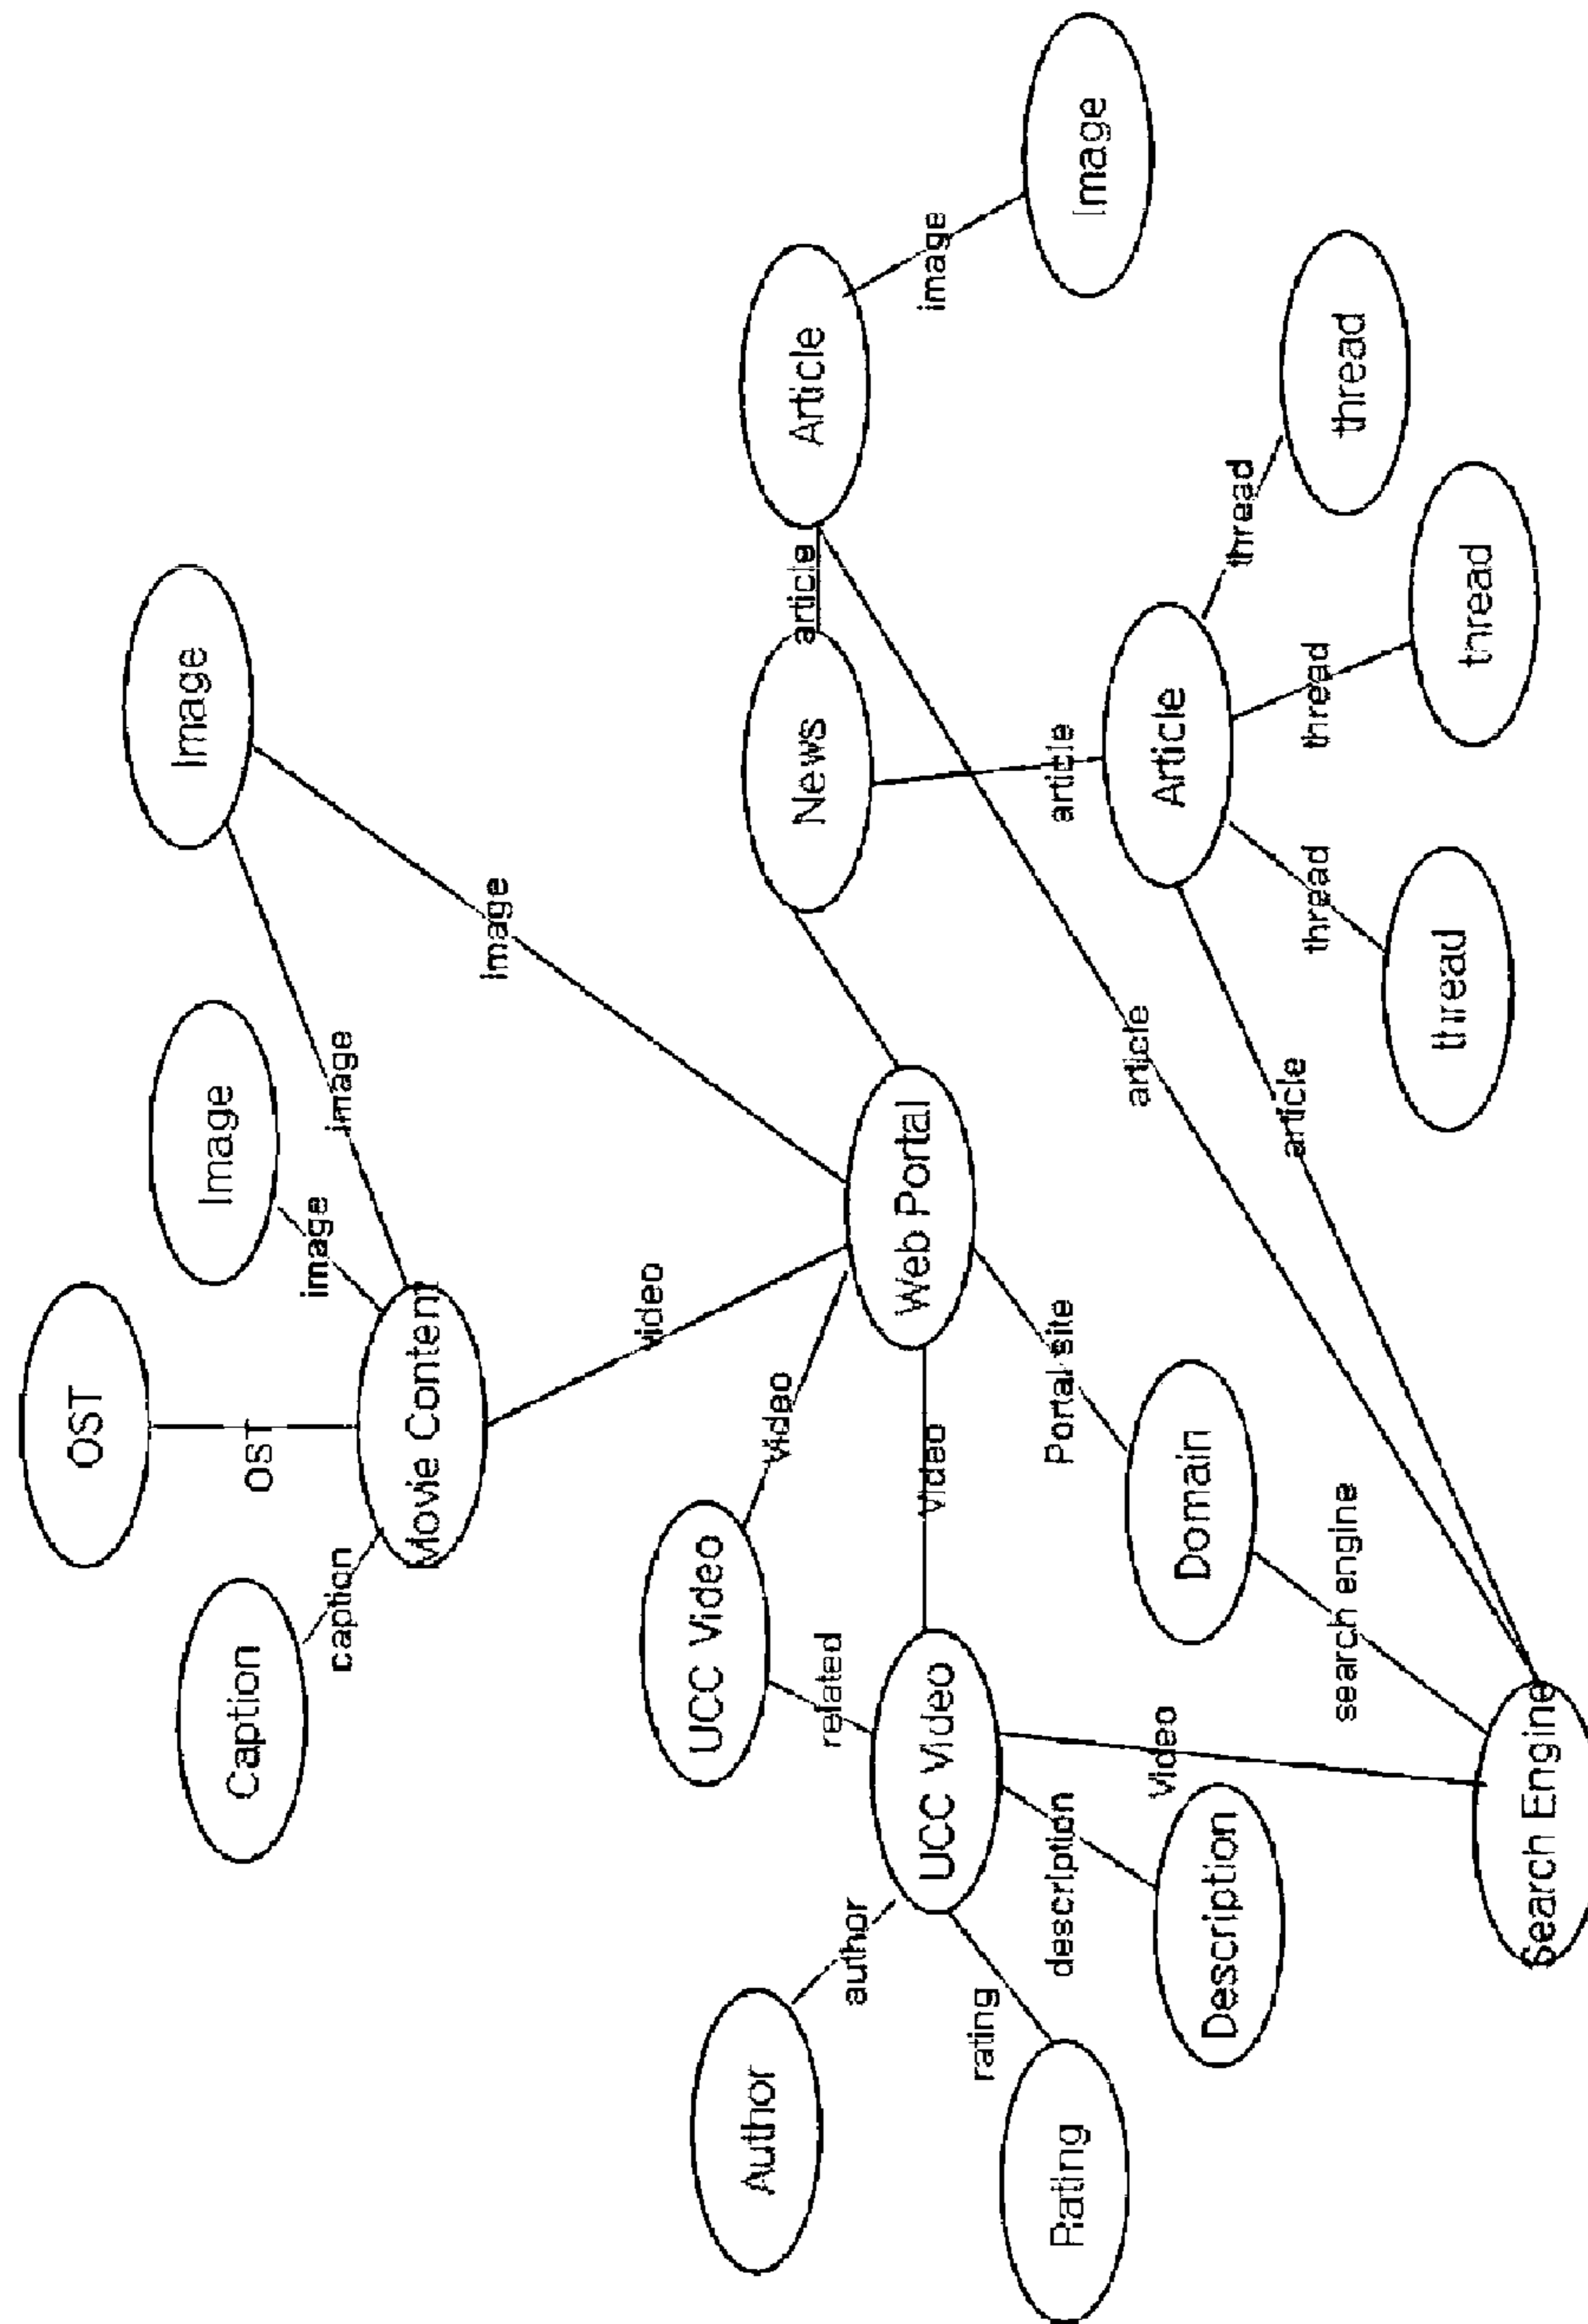 OST
Image
Image
Caption
OST
caption
image
image
Movie Content
Image
video
UCC Video
Author
Video
News
article
Article
related
author
Web Portal
UCC Video
Video
image
rating
description
Portal site
article
Rating
Image
article
Video
Article
Domain
Description
thread
article
thread
thread
search engine
thread
thread
thread
Search Engine